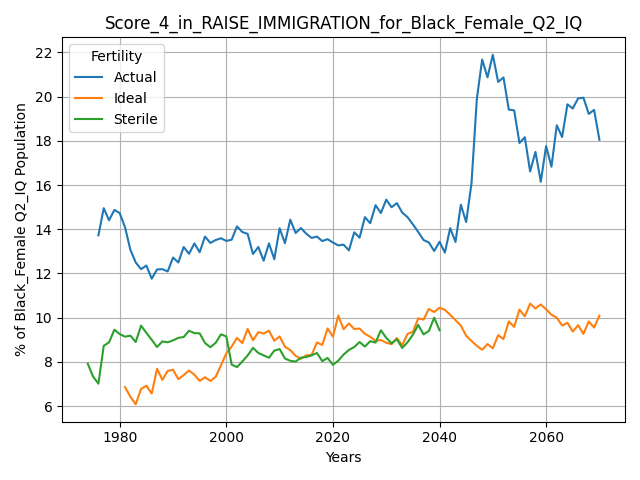 Score_4_in_RAISE_IMMIGRATION_for_Black_Female_Q2_IQ
Fertility
Actual
Ideal
Sterile
% of Black_Female Q2_IQ Population
22
20
18
16
14
12
10
8
6
1980
2000
2020
2040
2060
Years